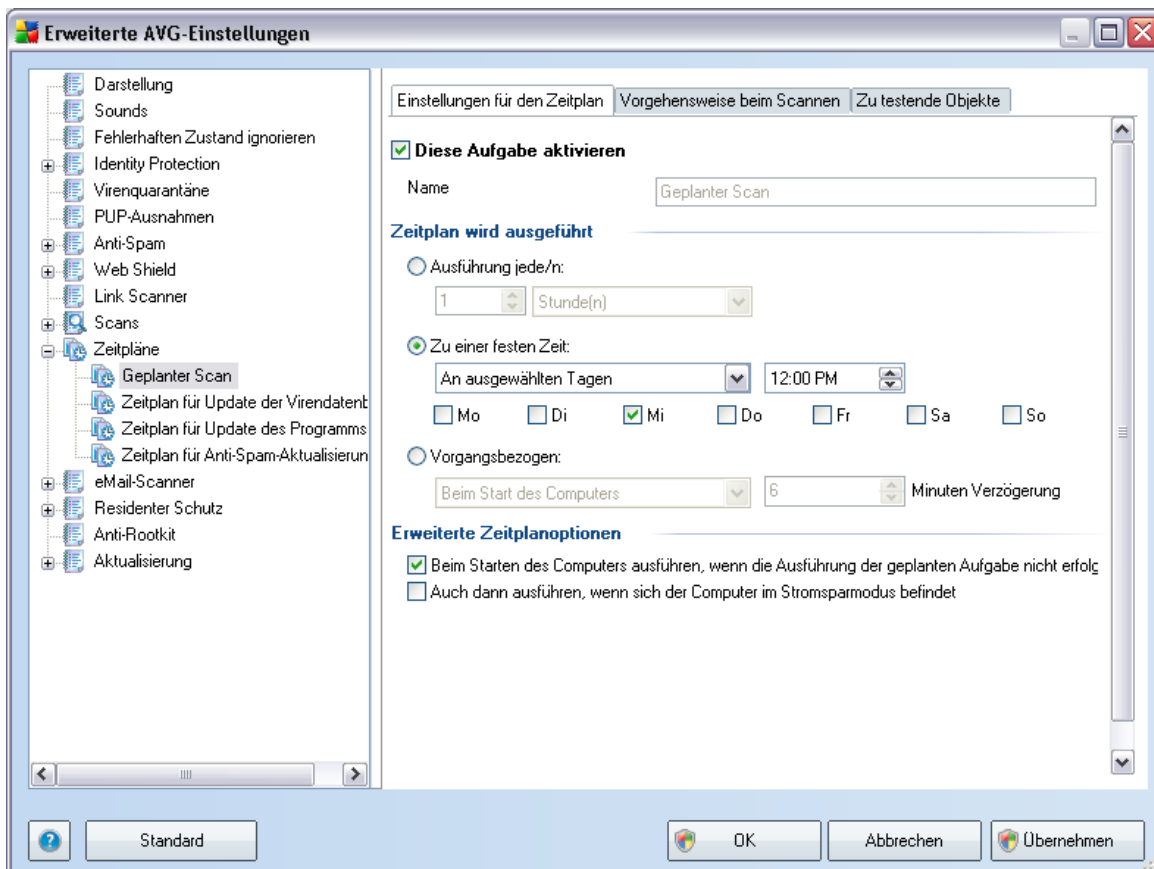 Erweiterte AVG-Einstellungen
Darstellung
Sounds
Fehlerhaften Zustand ignorieren
Identity Protection
Virenquarantäne
PUP-Ausnahmen
Anti-Spam
Web Shield
Link Scanner
Scans
Zeitpläne
Geplanter Scan
Zeitplan für Update der Virendatenb
Zeitplan für Update des Programms
Zeitplan für Anti-Spam-Aktualisierun
eMail-Scanner
Residenter Schutz
Anti-Rootkit
Aktualisierung
Einstellungen für den Zeitplan Vorgehensweise beim Scannen Zu testende Objekte
Diese Aufgabe aktivieren
Name Geplanter Scan
Zeitplan wird ausgeführt
Ausführung jede/n:
1 Stunde(n)
Zu einer festen Zeit:
An ausgewählten Tagen 12:00 PM
Mo Di Mi Do Fr Sa So
Vorgangsbezogen:
Beim Start des Computers 6 Minuten Verzögerung
Erweiterte Zeitplanoptionen
Beim Starten des Computers ausführen, wenn die Ausführung der geplanten Aufgabe nicht erfolg
Auch dann ausführen, wenn sich der Computer im Stromsparmodus befindet
? Standard OK Abbrechen Übernehmen